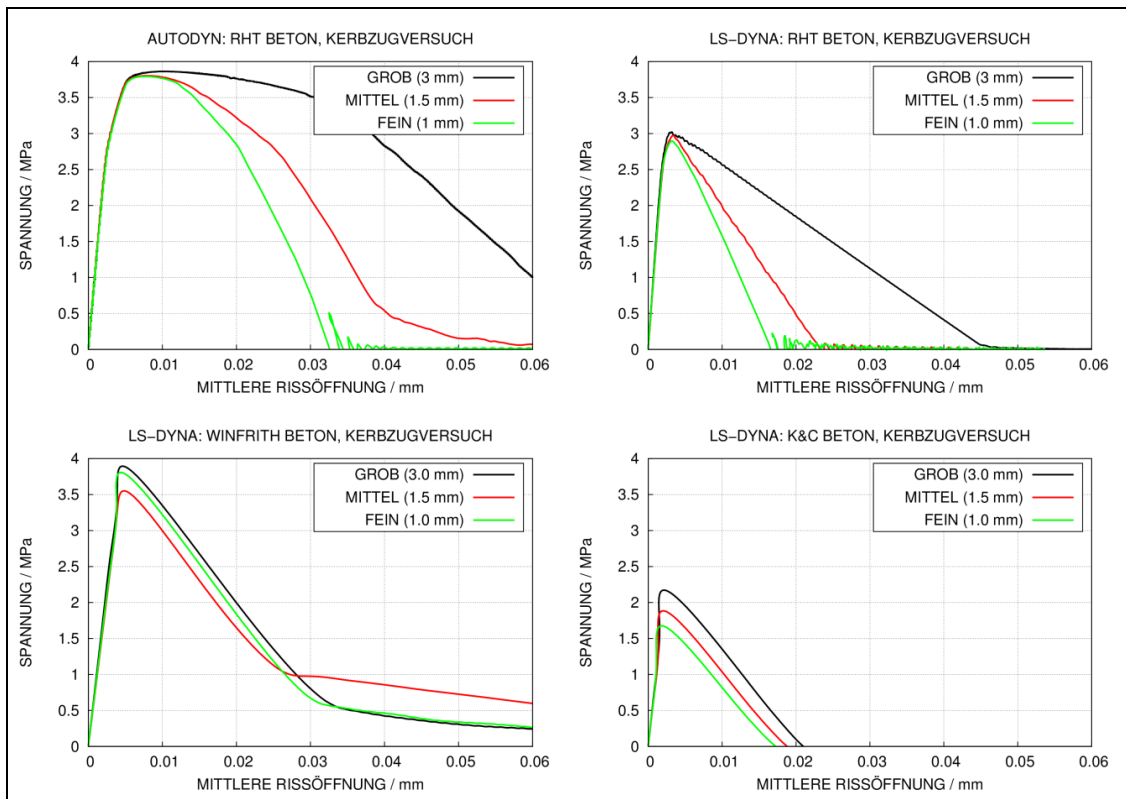 AUTODYN: RHT BETON, KERBZUGVERSUCH
SPANNUNG / MPa
4
3.5
3
2.5
2
1.5
1
0.5
0
GROB (3 mm)
MITTEL (1.5 mm)
FEIN (1 mm)
0 0.01 0.02 0.03 0.04 0.05 0.06
MITTLERE RISSÖFFNUNG / mm
LS-DYNA: RHT BETON, KERBZUGVERSUCH
SPANNUNG / MPa
4
3.5
3
2.5
2
1.5
1
0.5
0
GROB (3 mm)
MITTEL (1.5 mm)
FEIN (1.0 mm)
0 0.01 0.02 0.03 0.04 0.05 0.06
MITTLERE RISSÖFFNUNG / mm
LS-DYNA: WINFRITH BETON, KERBZUGVERSUCH
SPANNUNG / MPa
4
3.5
3
2.5
2
1.5
1
0.5
0
GROB (3.0 mm)
MITTEL (1.5 mm)
FEIN (1.0 mm)
0 0.01 0.02 0.03 0.04 0.05 0.06
MITTLERE RISSÖFFNUNG / mm
LS-DYNA: K&C BETON, KERBZUGVERSUCH
SPANNUNG / MPa
4
3.5
3
2.5
2
1.5
1
0.5
0
GROB (3.0 mm)
MITTEL (1.5 mm)
FEIN (1.0 mm)
0 0.01 0.02 0.03 0.04 0.05 0.06
MITTLERE RISSÖFFNUNG / mm